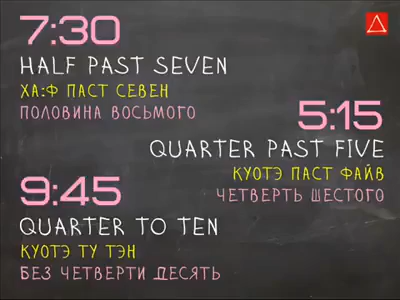 7:30
HALF PAST SEVEN
ХА:Ф ПАСТ СЕВЕН
ПОЛОВИНА ВОСЬМОГО
5:15
QUARTER PAST FIVE
КУОТЭ ПАСТ ФАЙВ
ЧЕТВЕРТЬ ШЕСТОГО
9:45
QUARTER TO TEN
КУОТЭ ТУ ТЭН
БЕЗ ЧЕТВЕРТИ ДЕСЯТЬ